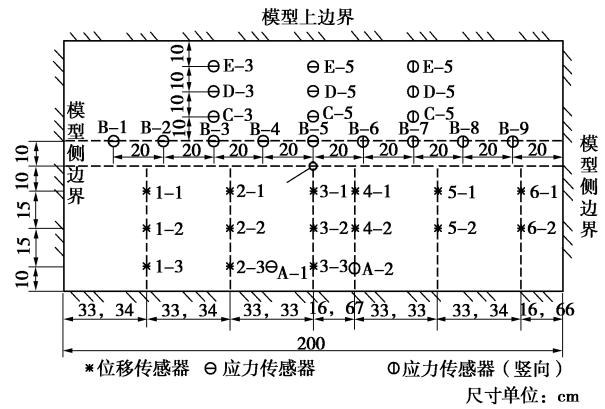 模型上边界
10
E-3 E-5 E-5
10
D-3 D-5 D-5
10
C-3 C-5 C-5
10
模型侧边界
B-1 B-2 B-3 B-4 B-5 B-6 B-7 B-8 B-9
模型侧边界
10 20 20 20 20 20 20 20 20 20
10
1-1 2-1 3-1 4-1 5-1 6-1
15
1-2 2-2 3-2 4-2 5-2 6-2
15
1-3 2-3 A-1 3-3 A-2
10
33, 34 33, 34 33, 33 16, 67 33, 33 33, 34 16, 66
200
*位移传感器 应力传感器 应力传感器（竖向）
尺寸单位：cm